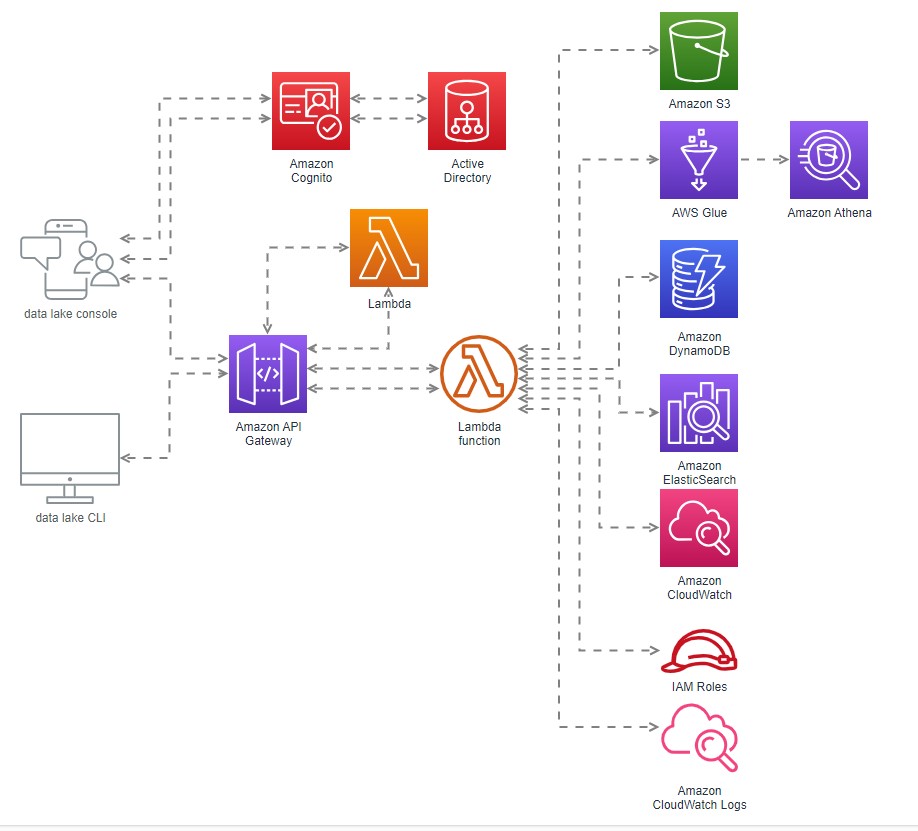 Amazon S3
Amazon
Cognito
Active
Directory
AWS Glue
Amazon Athena
Lambda
data lake console
Amazon
DynamoDB
</>
Amazon API
Gateway
Lambda
function
Amazon
ElasticSearch
data lake CLI
Amazon
CloudWatch
IAM Roles
Amazon
CloudWatch Logs